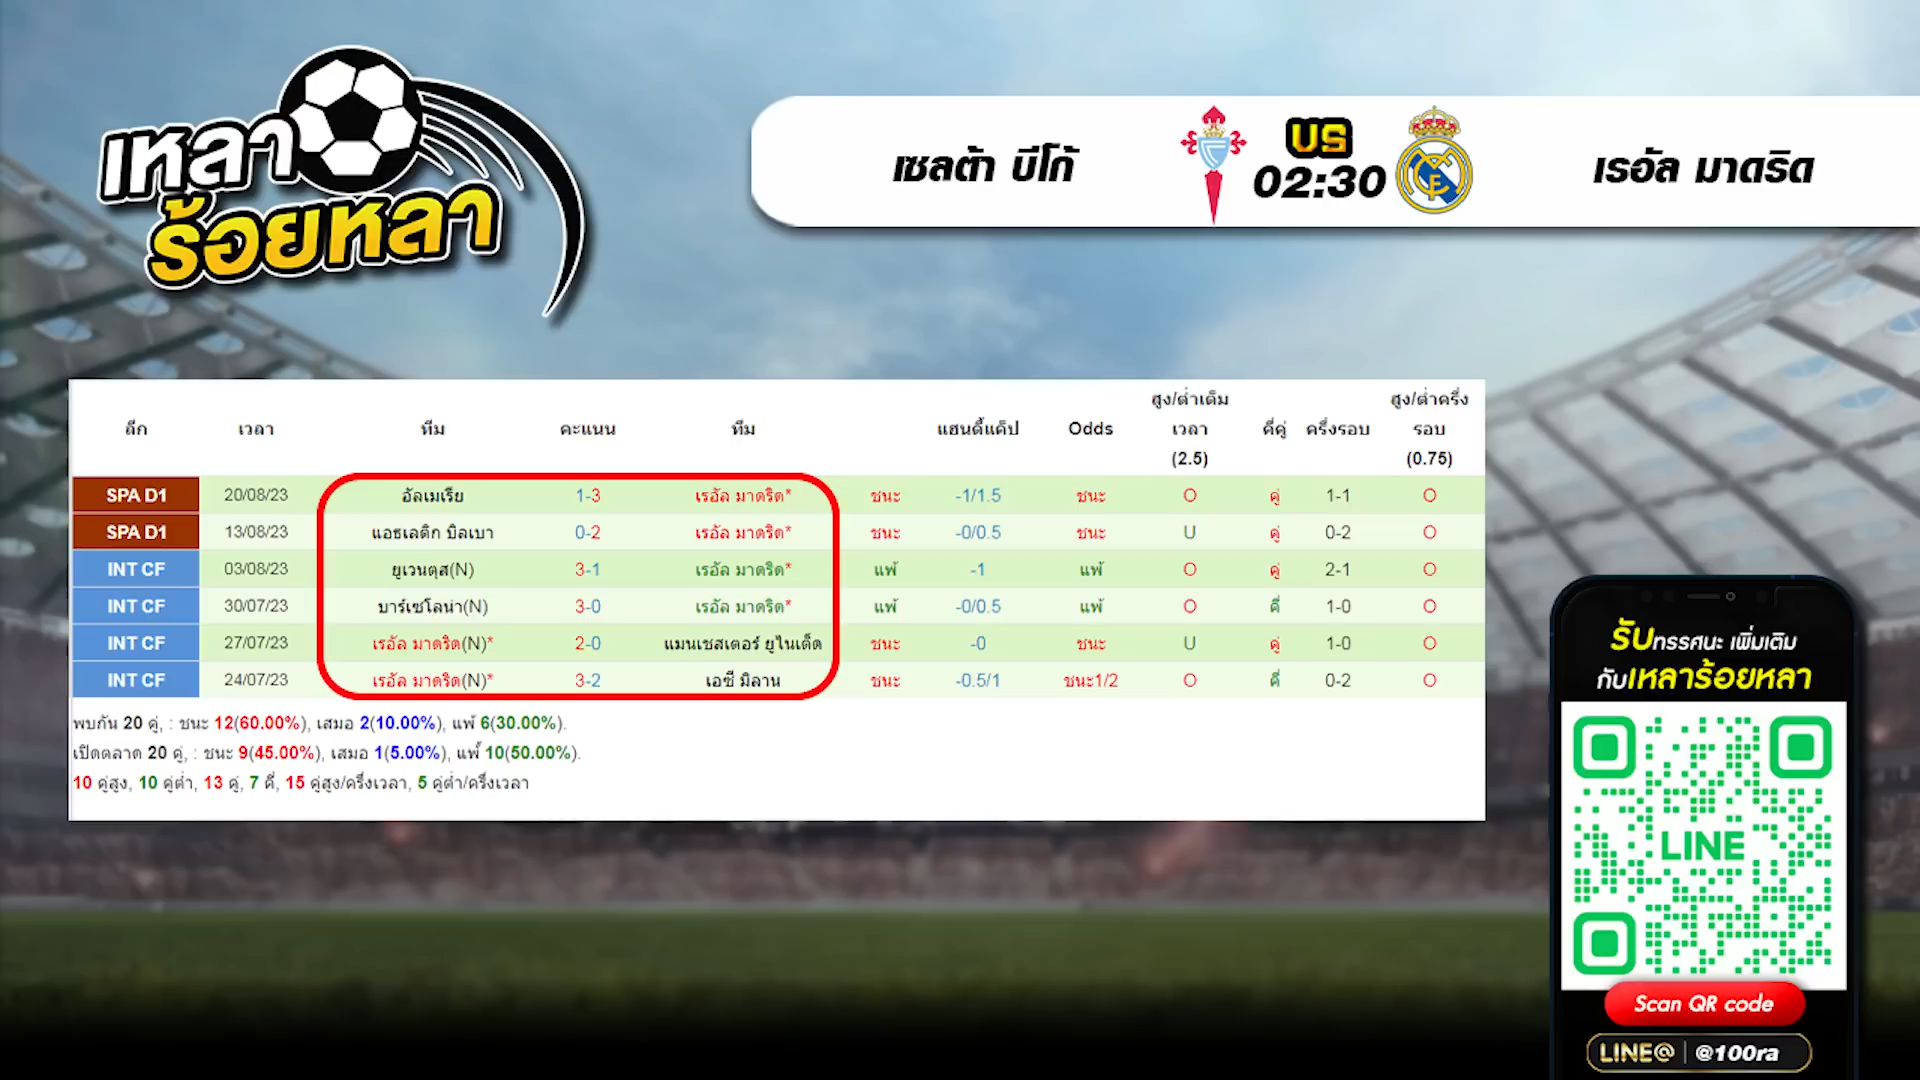 เหลา
ร้อยหลา
เซลต้า บีโก้ VS 02:30 เรอัล มาดริด
ลีก เวลา ทีม คะแนน ทีม แฮนดี้แค็ป Odds สูง/ต่ำเต็มเวลา (2.5) คี่คู่ ครึ่งรอบ สูง/ต่ำครึ่งรอบ (0.75)
SPA D1 20/08/23 อัลเมเรีย 1-3 เรอัล มาดริด* ชนะ -1/1.5 ชนะ O คู่ 1-1 O
SPA D1 13/08/23 แอธเลติก บิลเบา 0-2 เรอัล มาดริด* ชนะ -0/0.5 ชนะ U คู่ 0-2 O
INT CF 03/08/23 ยูเวนตุส(N) 3-1 เรอัล มาดริด* แพ้ -1 แพ้ O คู่ 2-1 O
INT CF 30/07/23 บาร์เซโลน่า(N) 3-0 เรอัล มาดริด* แพ้ -0/0.5 แพ้ O คี่ 1-0 O
INT CF 27/07/23 เรอัล มาดริด(N)* 2-0 แมนเชสเตอร์ ยูไนเต็ด ชนะ -0 ชนะ U คู่ 1-0 O
INT CF 24/07/23 เรอัล มาดริด(N)* 3-2 เอซี มิลาน ชนะ -0.5/1 ชนะ1/2 O คี่ 0-2 O
พบกัน 20 คู่, : ชนะ 12(60.00%), เสมอ 2(10.00%), แพ้ 6(30.00%).
เปิดตลาด 20 คู่, : ชนะ 9(45.00%), เสมอ 1(5.00%), แพ้ 10(50.00%).
10 คู่สูง, 10 คู่ต่ำ, 13 คู่, 7 คี่, 15 คู่สูง/ครึ่งเวลา, 5 คู่ต่ำ/ครึ่งเวลา
รับทรรศนะ เพิ่มเติม
กับเหลาร้อยหลา
LINE
Scan QR code
LINE@ | @100ra